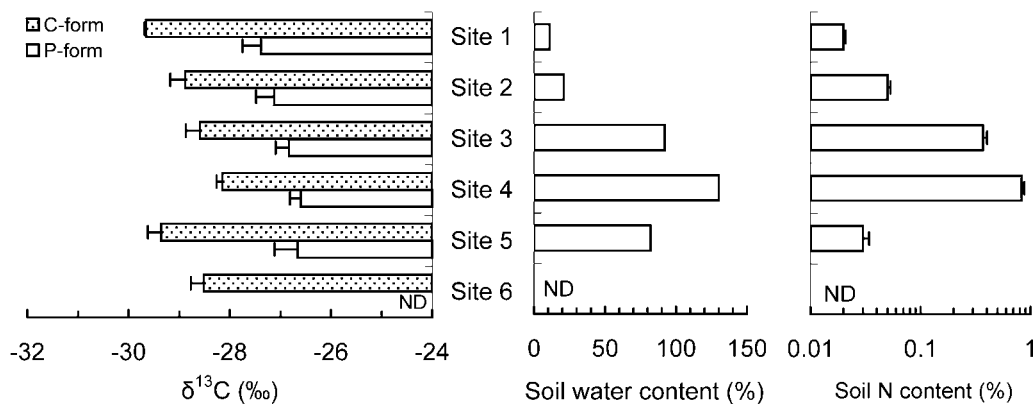 C-form
P-form
Site 1
Site 2
Site 3
Site 4
Site 5
Site 6
ND
ND
ND
-32 -30 -28 -26 -24
0 50 100 150
0.01 0.1 1
δ¹³C (‰)
Soil water content (%)
Soil N content (%)